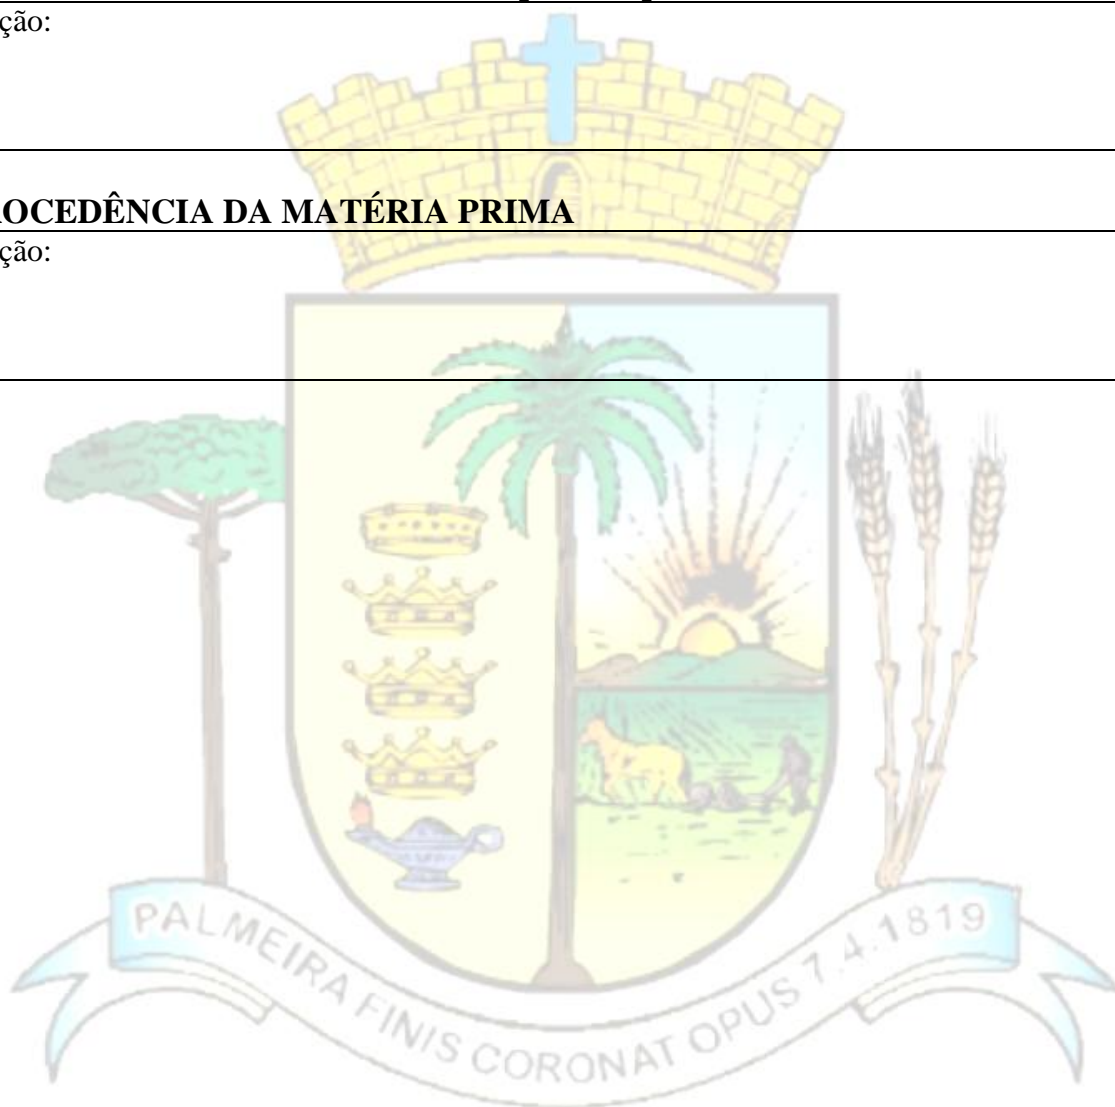 ção:
OCEDÊNCIA DA MATÉRIA PRIMA
ção:
PALMEIRA FINIS CORONAT OPUS 7.4.1819